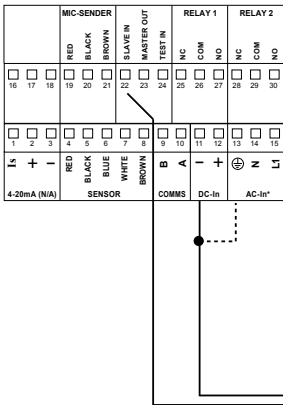 MIC-SENDER RELAY 1 RELAY 2
RED BLACK BROWN SLAVE IN MASTER OUT TEST IN NC COM NO NC COM NO
16 17 18 19 20 21 22 23 24 25 26 27 28 29 30
1 2 3 4 5 6 7 8 9 10 11 12 13 14 15
Is + − RED BLACK BLUE WHITE BROWN B A − + N L1
4-20mA (N/A) SENSOR COMMS DC-In AC-In*